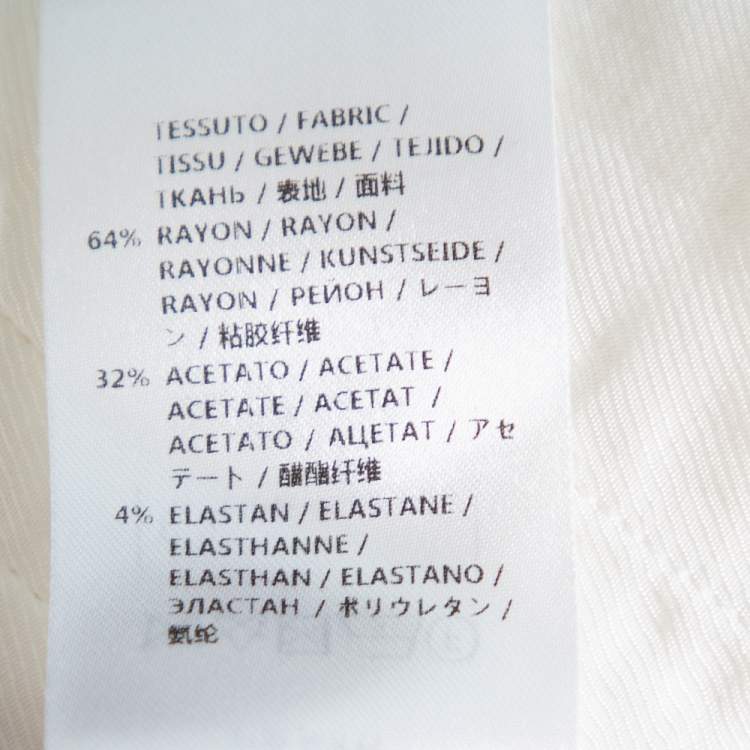 TESSUTO / FABRIC /
TISSU / GEWEBE / TEJIDO /
ТКАНЬ / 表地 / 面料
64% RAYON / RAYON /
RAYONNE / KUNSTSEIDE /
RAYON / РЕЙОН / レーヨ
ン / 粘胶纤维
32% ACETATO / ACETATE /
ACETATE / ACETAT /
ACETATO / АЦЕТАТ / アセ
テート / 醋酯纤维
4% ELASTAN / ELASTANE /
ELASTHANNE /
ELASTHAN / ELASTANO /
ЭЛАСТАН / ポリウレタン /
氨纶